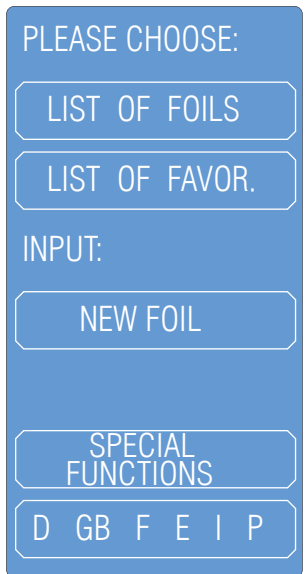 PLEASE CHOOSE:
LIST OF FOILS
LIST OF FAVOR.
INPUT:
NEW FOIL
SPECIAL
FUNCTIONS
D GB F E I P